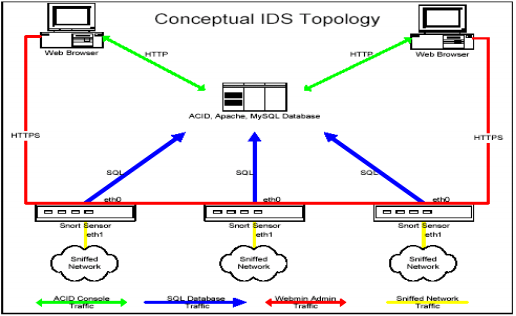 Conceptual IDS Topology
Web Browser
HTTP
HTTP
Web Browser
ACID, Apache, MySQL Database
HTTPS
HTTPS
SQL
SQL
SQL
eth0
eth0
Snort Sensor
Snort Sensor
Snort Sensor
eth1
eth1
eth1
Sniffed
Network
Sniffed
Network
Sniffed
Network
ACID Console
Traffic
SQL Database
Traffic
Webmin Admin
Traffic
Sniffed Network
Traffic